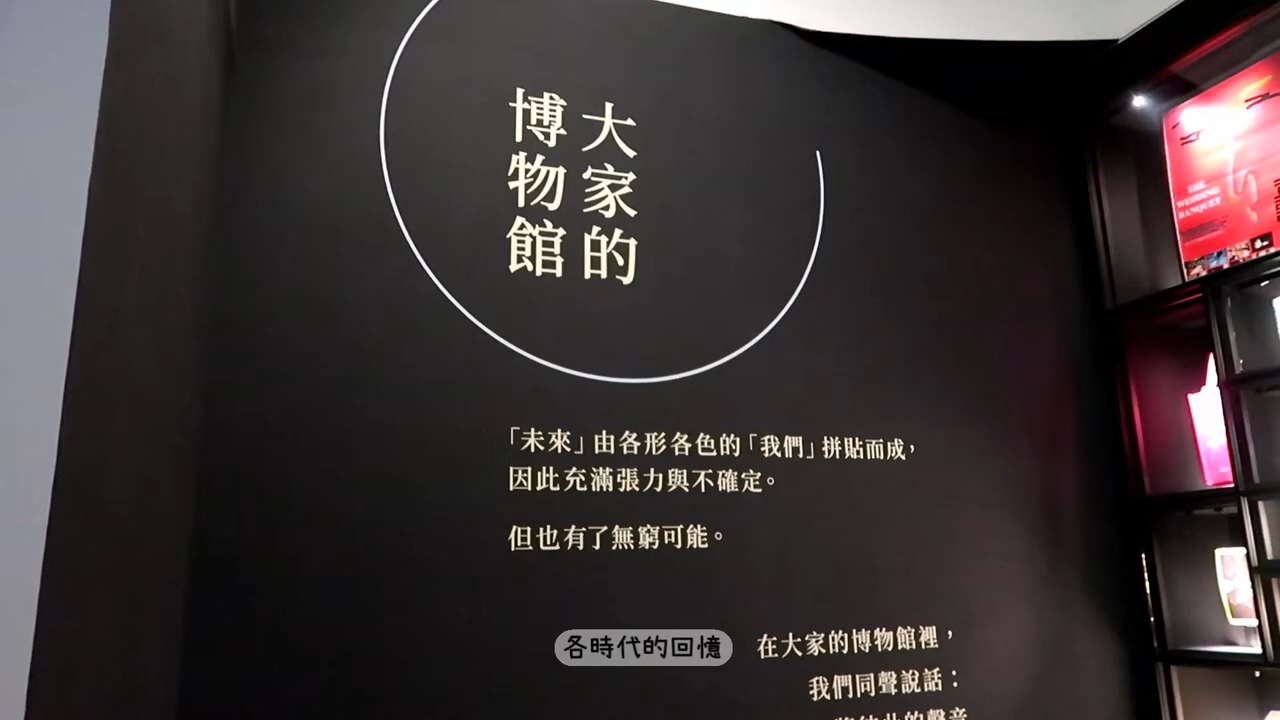 大家的
博物館
「未來」由各形各色的「我們」拼貼而成，
因此充滿張力與不確定。
但也有了無窮可能。
在大家的博物館裡，
我們同聲說話：
的聲音
各時代的回憶
THE
WEDDING
BANQUET